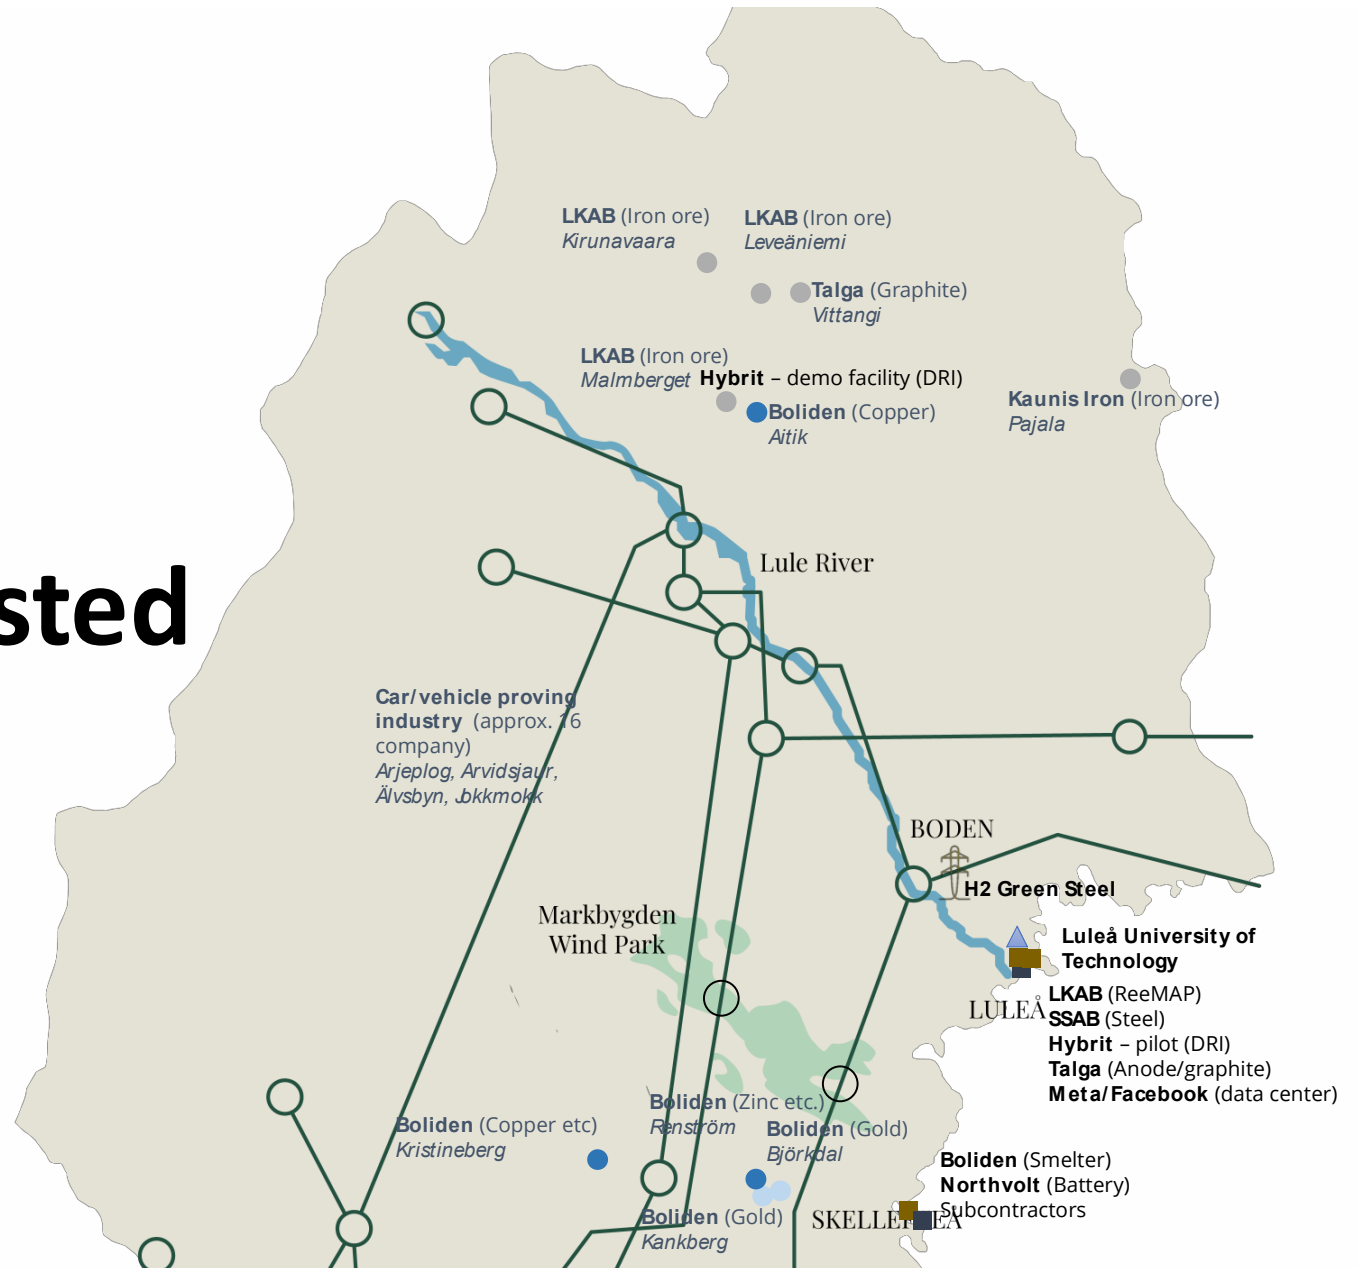 LKAB (Iron ore)
Kirunavaara
LKAB (Iron ore)
Leveäniemi
Talga (Graphite)
Vittangi
LKAB (Iron ore)
Malmberget
Hybrit – demo facility (DRI)
Boliden (Copper)
Aitik
Kaunis Iron (Iron ore)
Pajala
Lule River
sted
Car/vehicle proving
industry (approx. 16
company)
Arjeplog, Arvidsjaur,
Älvsbyn, Jokkmokk
BODEN
H2 Green Steel
Markbygden
Wind Park
Luleå University of
Technology
LULEÅ
LKAB (ReeMAP)
SSAB (Steel)
Hybrit – pilot (DRI)
Talga (Anode/graphite)
Meta/Facebook (data center)
Boliden (Zinc etc.)
Renström
Boliden (Copper etc)
Kristineberg
Boliden (Gold)
Björkdal
Boliden (Smelter)
Northvolt (Battery)
Subcontractors
SKELLEFTEÅ
Boliden (Gold)
Kankberg